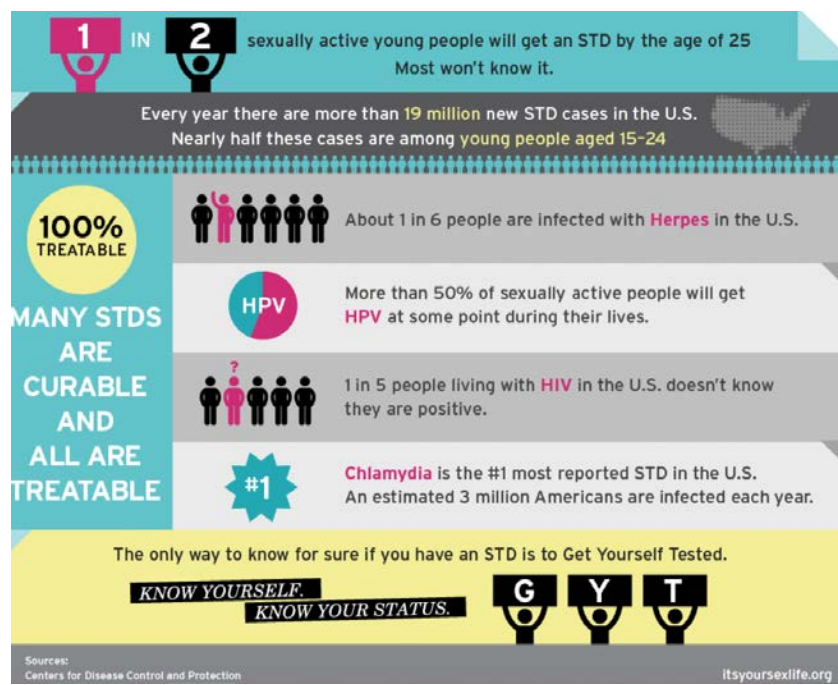 1 IN 2 sexually active young people will get an STD by the age of 25
Most won't know it.
Every year there are more than 19 million new STD cases in the U.S.
Nearly half these cases are among young people aged 15-24
100%
TREATABLE
MANY STDS
ARE
CURABLE
AND
ALL ARE
TREATABLE
About 1 in 6 people are infected with Herpes in the U.S.
HPV
More than 50% of sexually active people will get
HPV at some point during their lives.
?
1 in 5 people living with HIV in the U.S. doesn't know
they are positive.
#1
Chlamydia is the #1 most reported STD in the U.S.
An estimated 3 million Americans are infected each year.
The only way to know for sure if you have an STD is to Get Yourself Tested.
KNOW YOURSELF.
KNOW YOUR STATUS.
G Y T
Sources:
Centers for Disease Control and Protection
itsyoursexlife.org